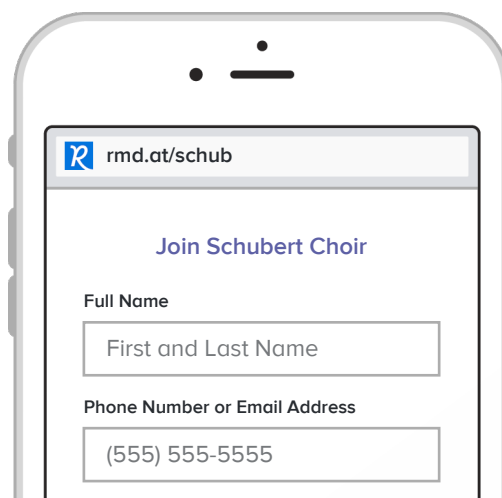 rmd.at/schub
Join Schubert Choir
Full Name
First and Last Name
Phone Number or Email Address
(555) 555-5555